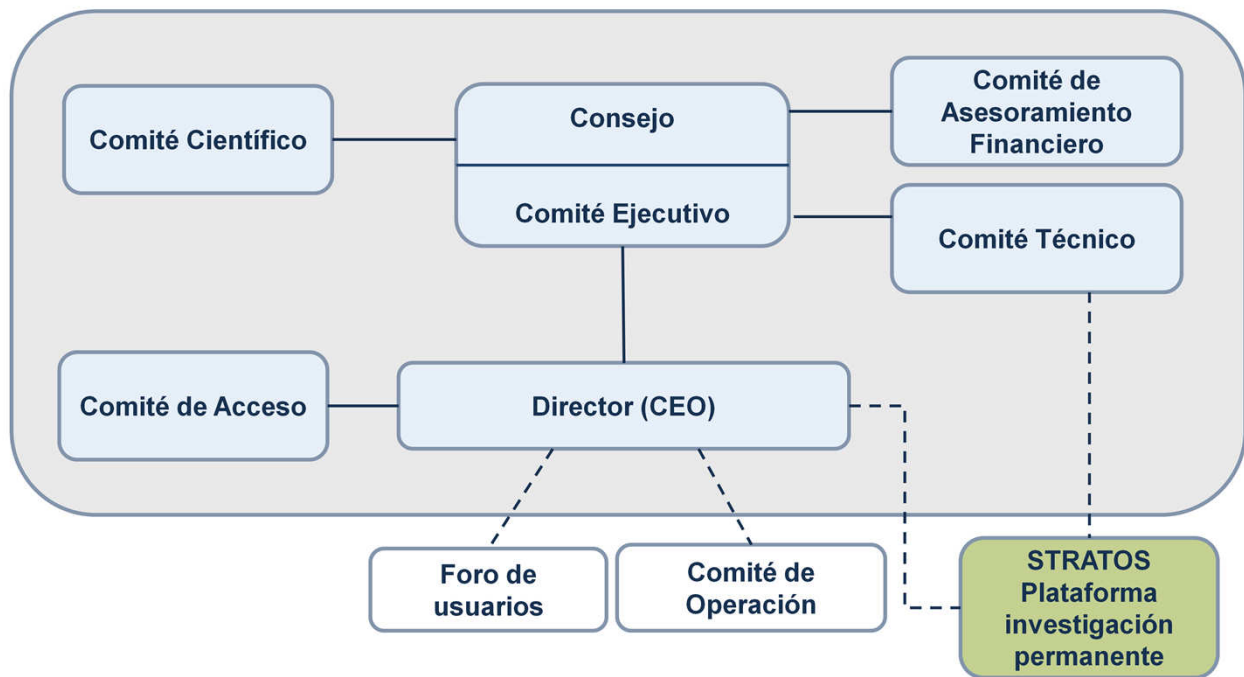 Comité Científico
Consejo
Comité Ejecutivo
Comité de
Asesoramiento
Financiero
Comité Técnico
Comité de Acceso
Director (CEO)
Foro de
usuarios
Comité de
Operación
STRATOS
Plataforma
investigación
permanente